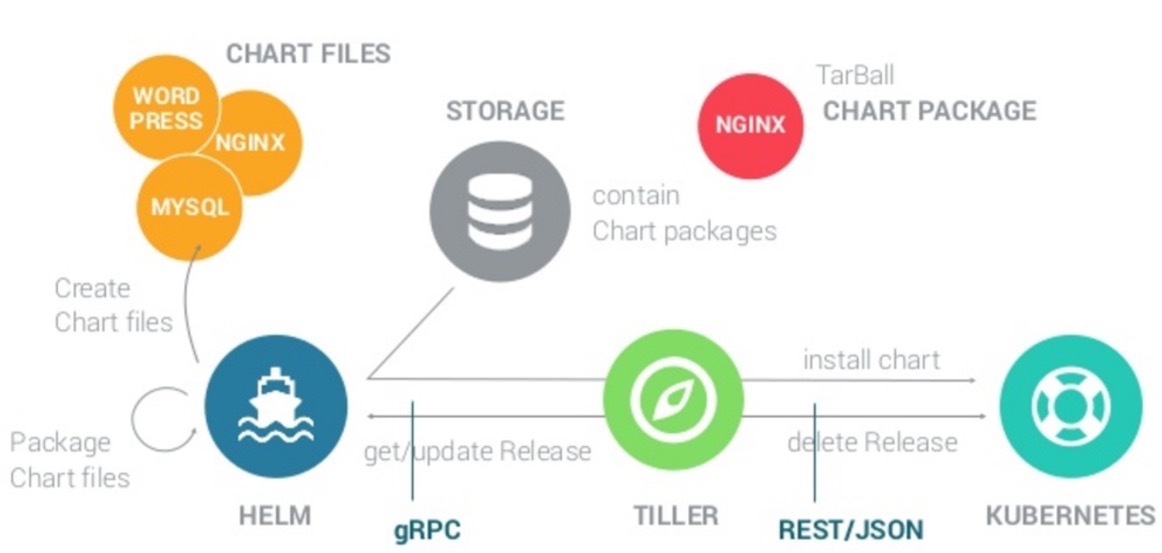 CHART FILES
WORD
PRESS
NGINX
MYSQL
STORAGE
contain
Chart packages
NGINX
TarBall
CHART PACKAGE
Create
Chart files
Package
Chart files
install chart
get/update Release
delete Release
HELM
gRPC
TILLER
REST/JSON
KUBERNETES